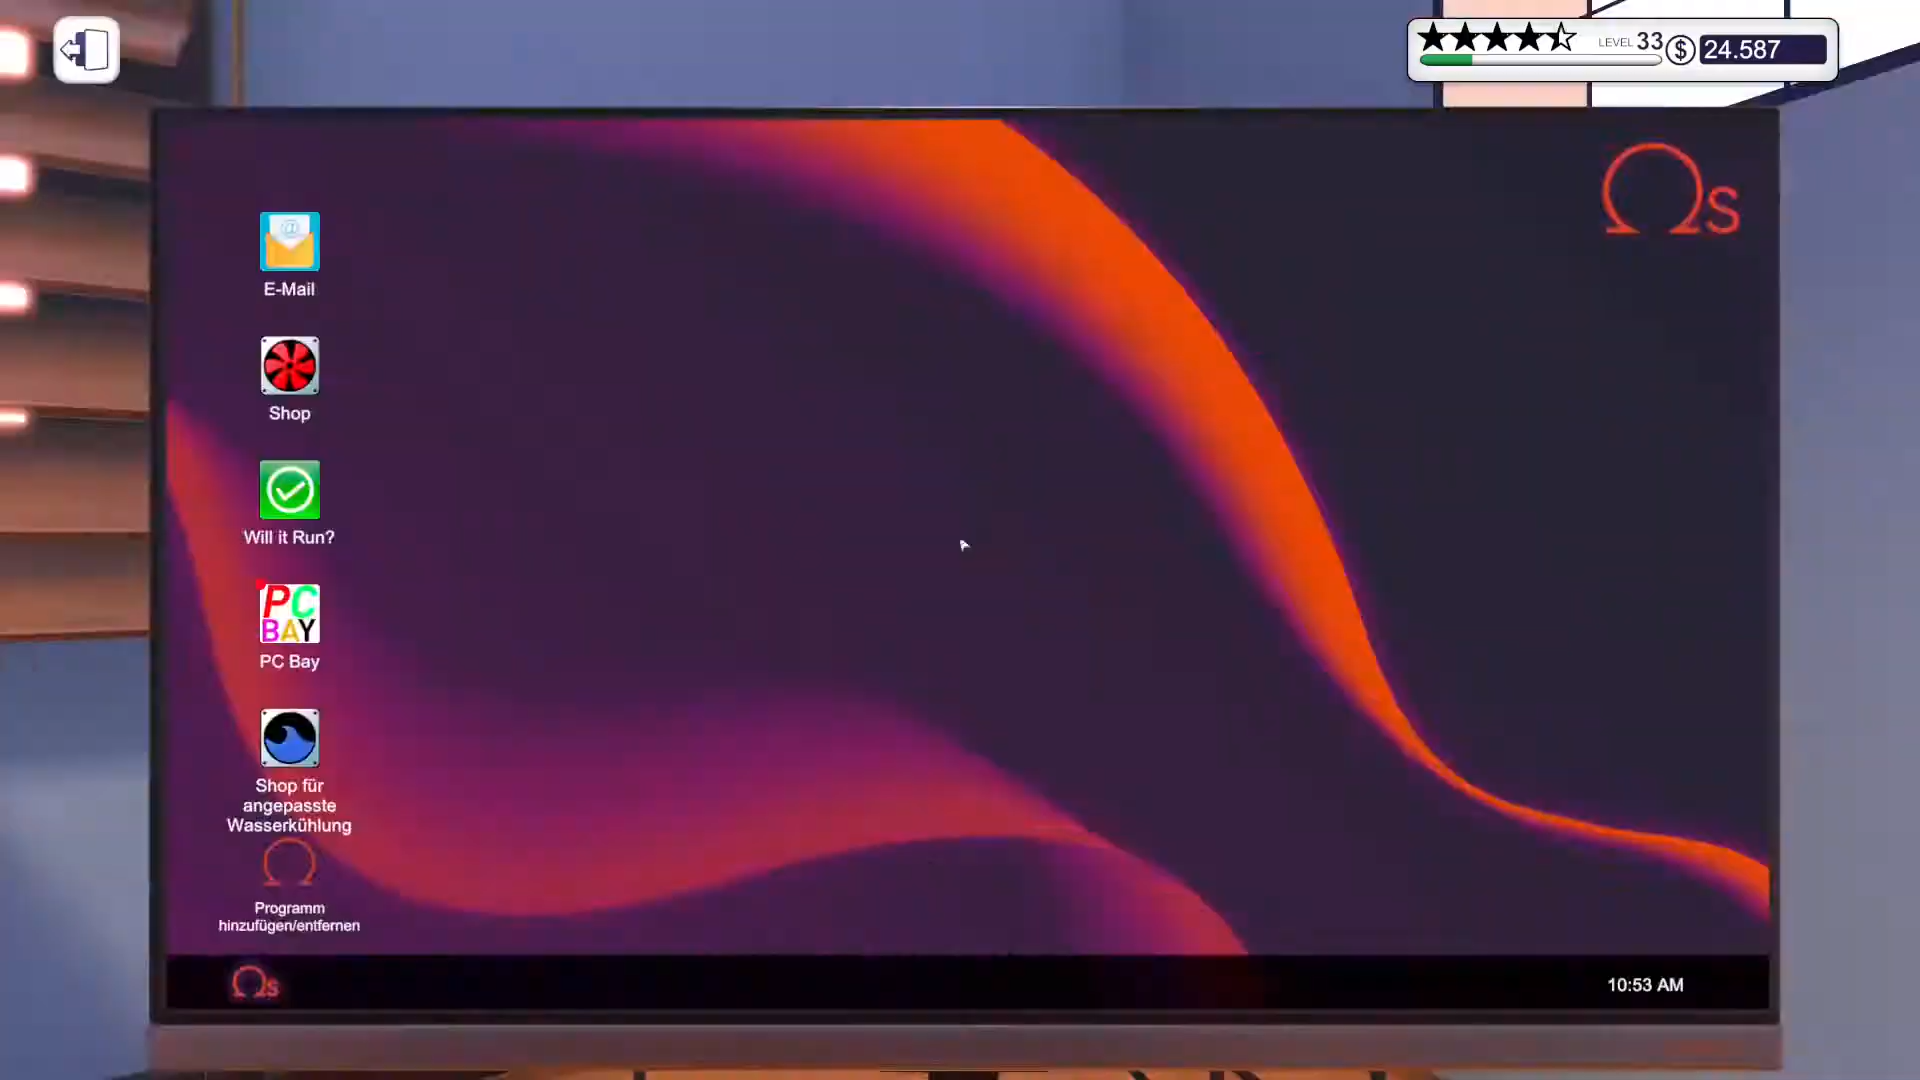 LEVEL 33
$ 24.587
Ωs
@
E-Mail
Shop
Will it Run?
PC
BAY
PC Bay
Shop für
angepasste
Wasserkühlung
Ω
Programm
hinzufügen/entfernen
Ωs
10:53 AM